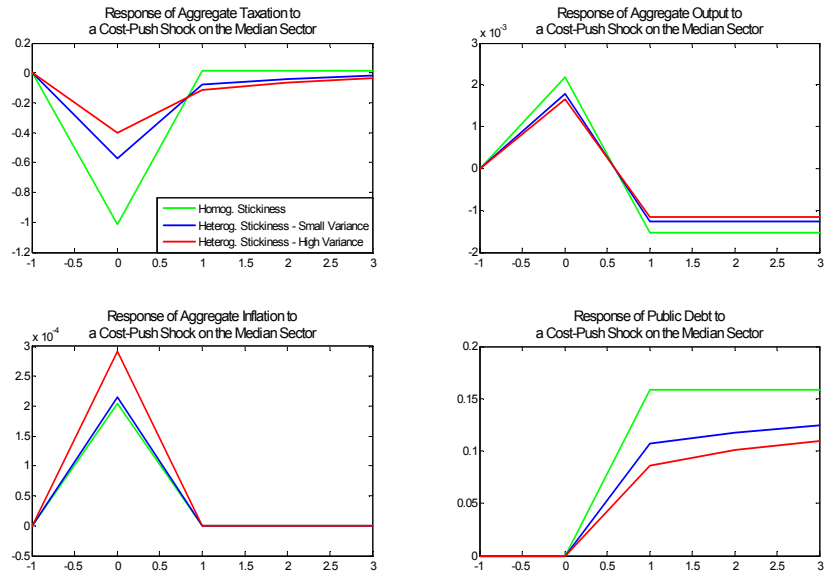 Response of Aggregate Taxation to
a Cost-Push Shock on the Median Sector
0.2
0
-0.2
-0.4
-0.6
-0.8
-1
-1.2
Homog. Stickiness
Heterog. Stickiness - Small Variance
Heterog. Stickiness - High Variance
-1 -0.5 0 0.5 1 1.5 2 2.5 3
Response of Aggregate Output to
a Cost-Push Shock on the Median Sector
x 10-3
3
2
1
0
-1
-2
-1 -0.5 0 0.5 1 1.5 2 2.5 3
Response of Aggregate Inflation to
a Cost-Push Shock on the Median Sector
x 10-4
3
2.5
2
1.5
1
0.5
0
-0.5
-1 -0.5 0 0.5 1 1.5 2 2.5 3
Response of Public Debt to
a Cost-Push Shock on the Median Sector
0.2
0.15
0.1
0.05
0
-1 -0.5 0 0.5 1 1.5 2 2.5 3